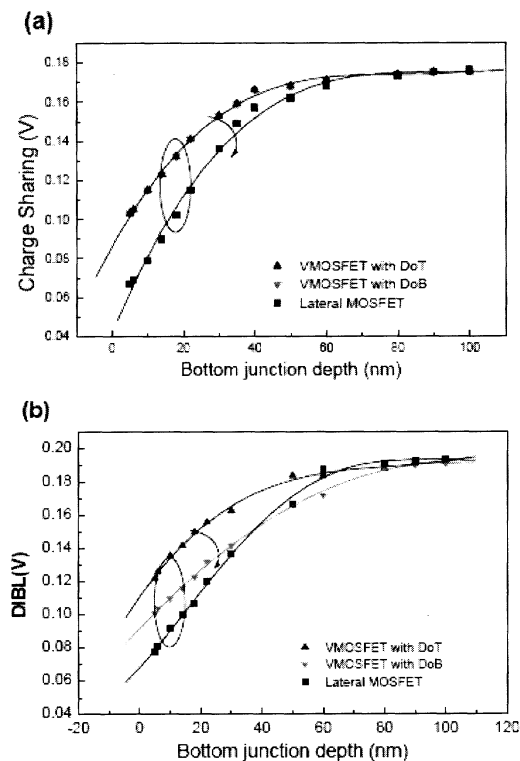 (a)
0.18
0.16
0.14
0.12
0.10
0.08
0.06
0.04
Charge Sharing (V)
VMOSFET with DoT
VMOSFET with DoB
Lateral MOSFET
0 20 40 60 80 100
Bottom junction depth (nm)
(b)
0.20
0.18
0.16
0.14
0.12
0.10
0.08
0.06
0.04
DIBL(V)
VMOSFET with DoT
VMOSFET with DoB
Lateral MOSFET
-20 0 20 40 60 80 100 120
Bottom junction depth (nm)